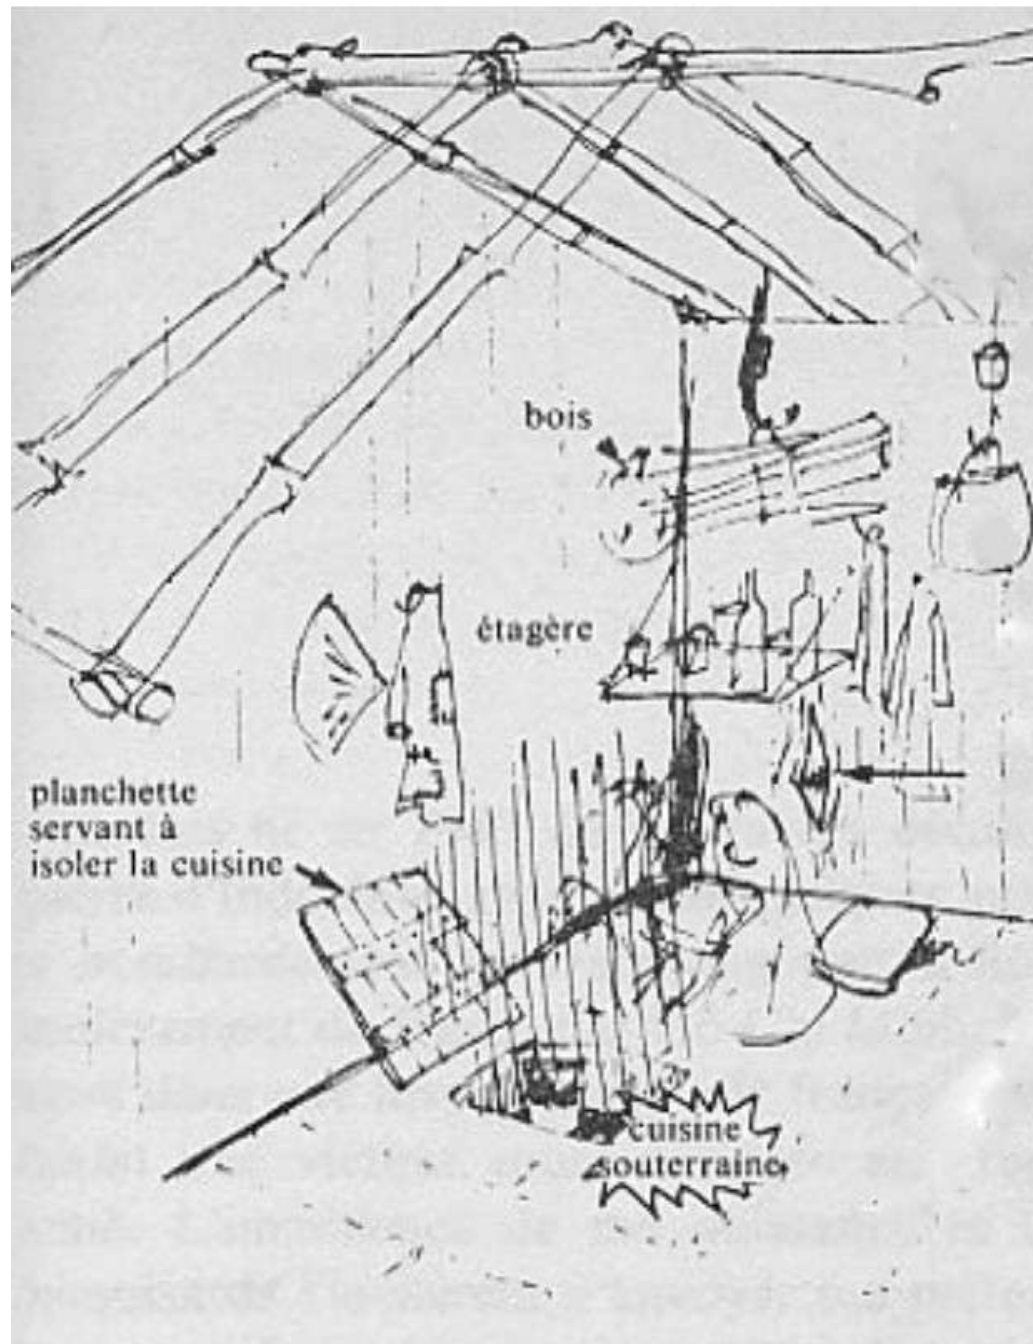 bois
étagère
planchette
servant à
isoler la cuisine
cuisine
souterraine